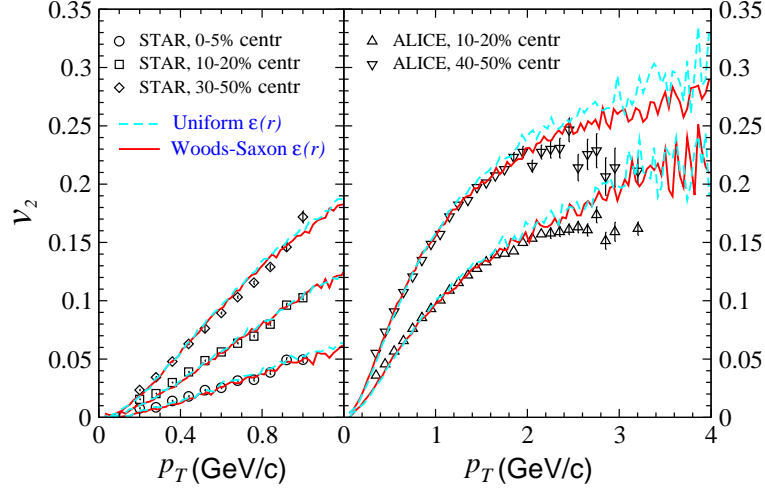 0.35
0.3
0.25
0.2
0.15
0.1
0.05
0
v2
STAR, 0-5% centr
STAR, 10-20% centr
STAR, 30-50% centr
Uniform ε(r)
Woods-Saxon ε(r)
ALICE, 10-20% centr
ALICE, 40-50% centr
0.35
0.3
0.25
0.2
0.15
0.1
0.05
0
0 0.4 0.8 0 1 2 3 4
pT (GeV/c) pT (GeV/c)